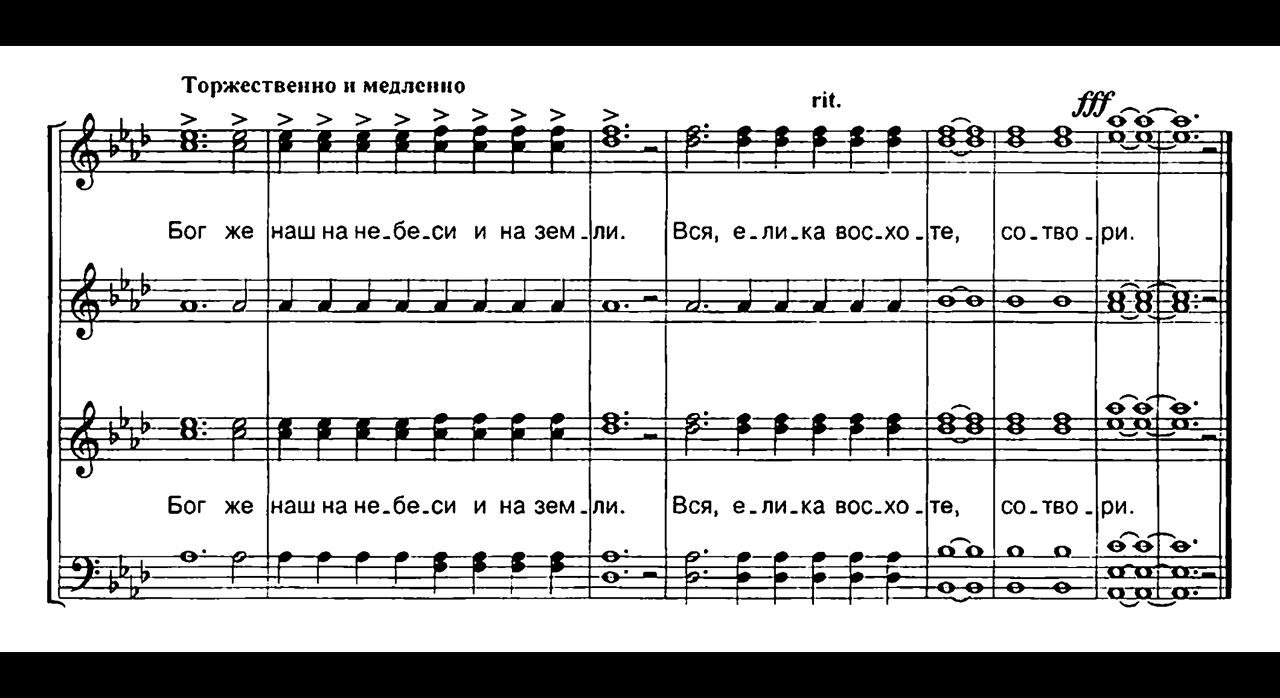 Торжественно и медленно
rit.
fff
Бог же наш на не-бе-си и на зем-ли. Вся, е-ли-ка вос-хо-те, со-тво-ри.
Бог же наш на не-бе-си и на зем-ли. Вся, е-ли-ка вос-хо-те, со-тво-ри.